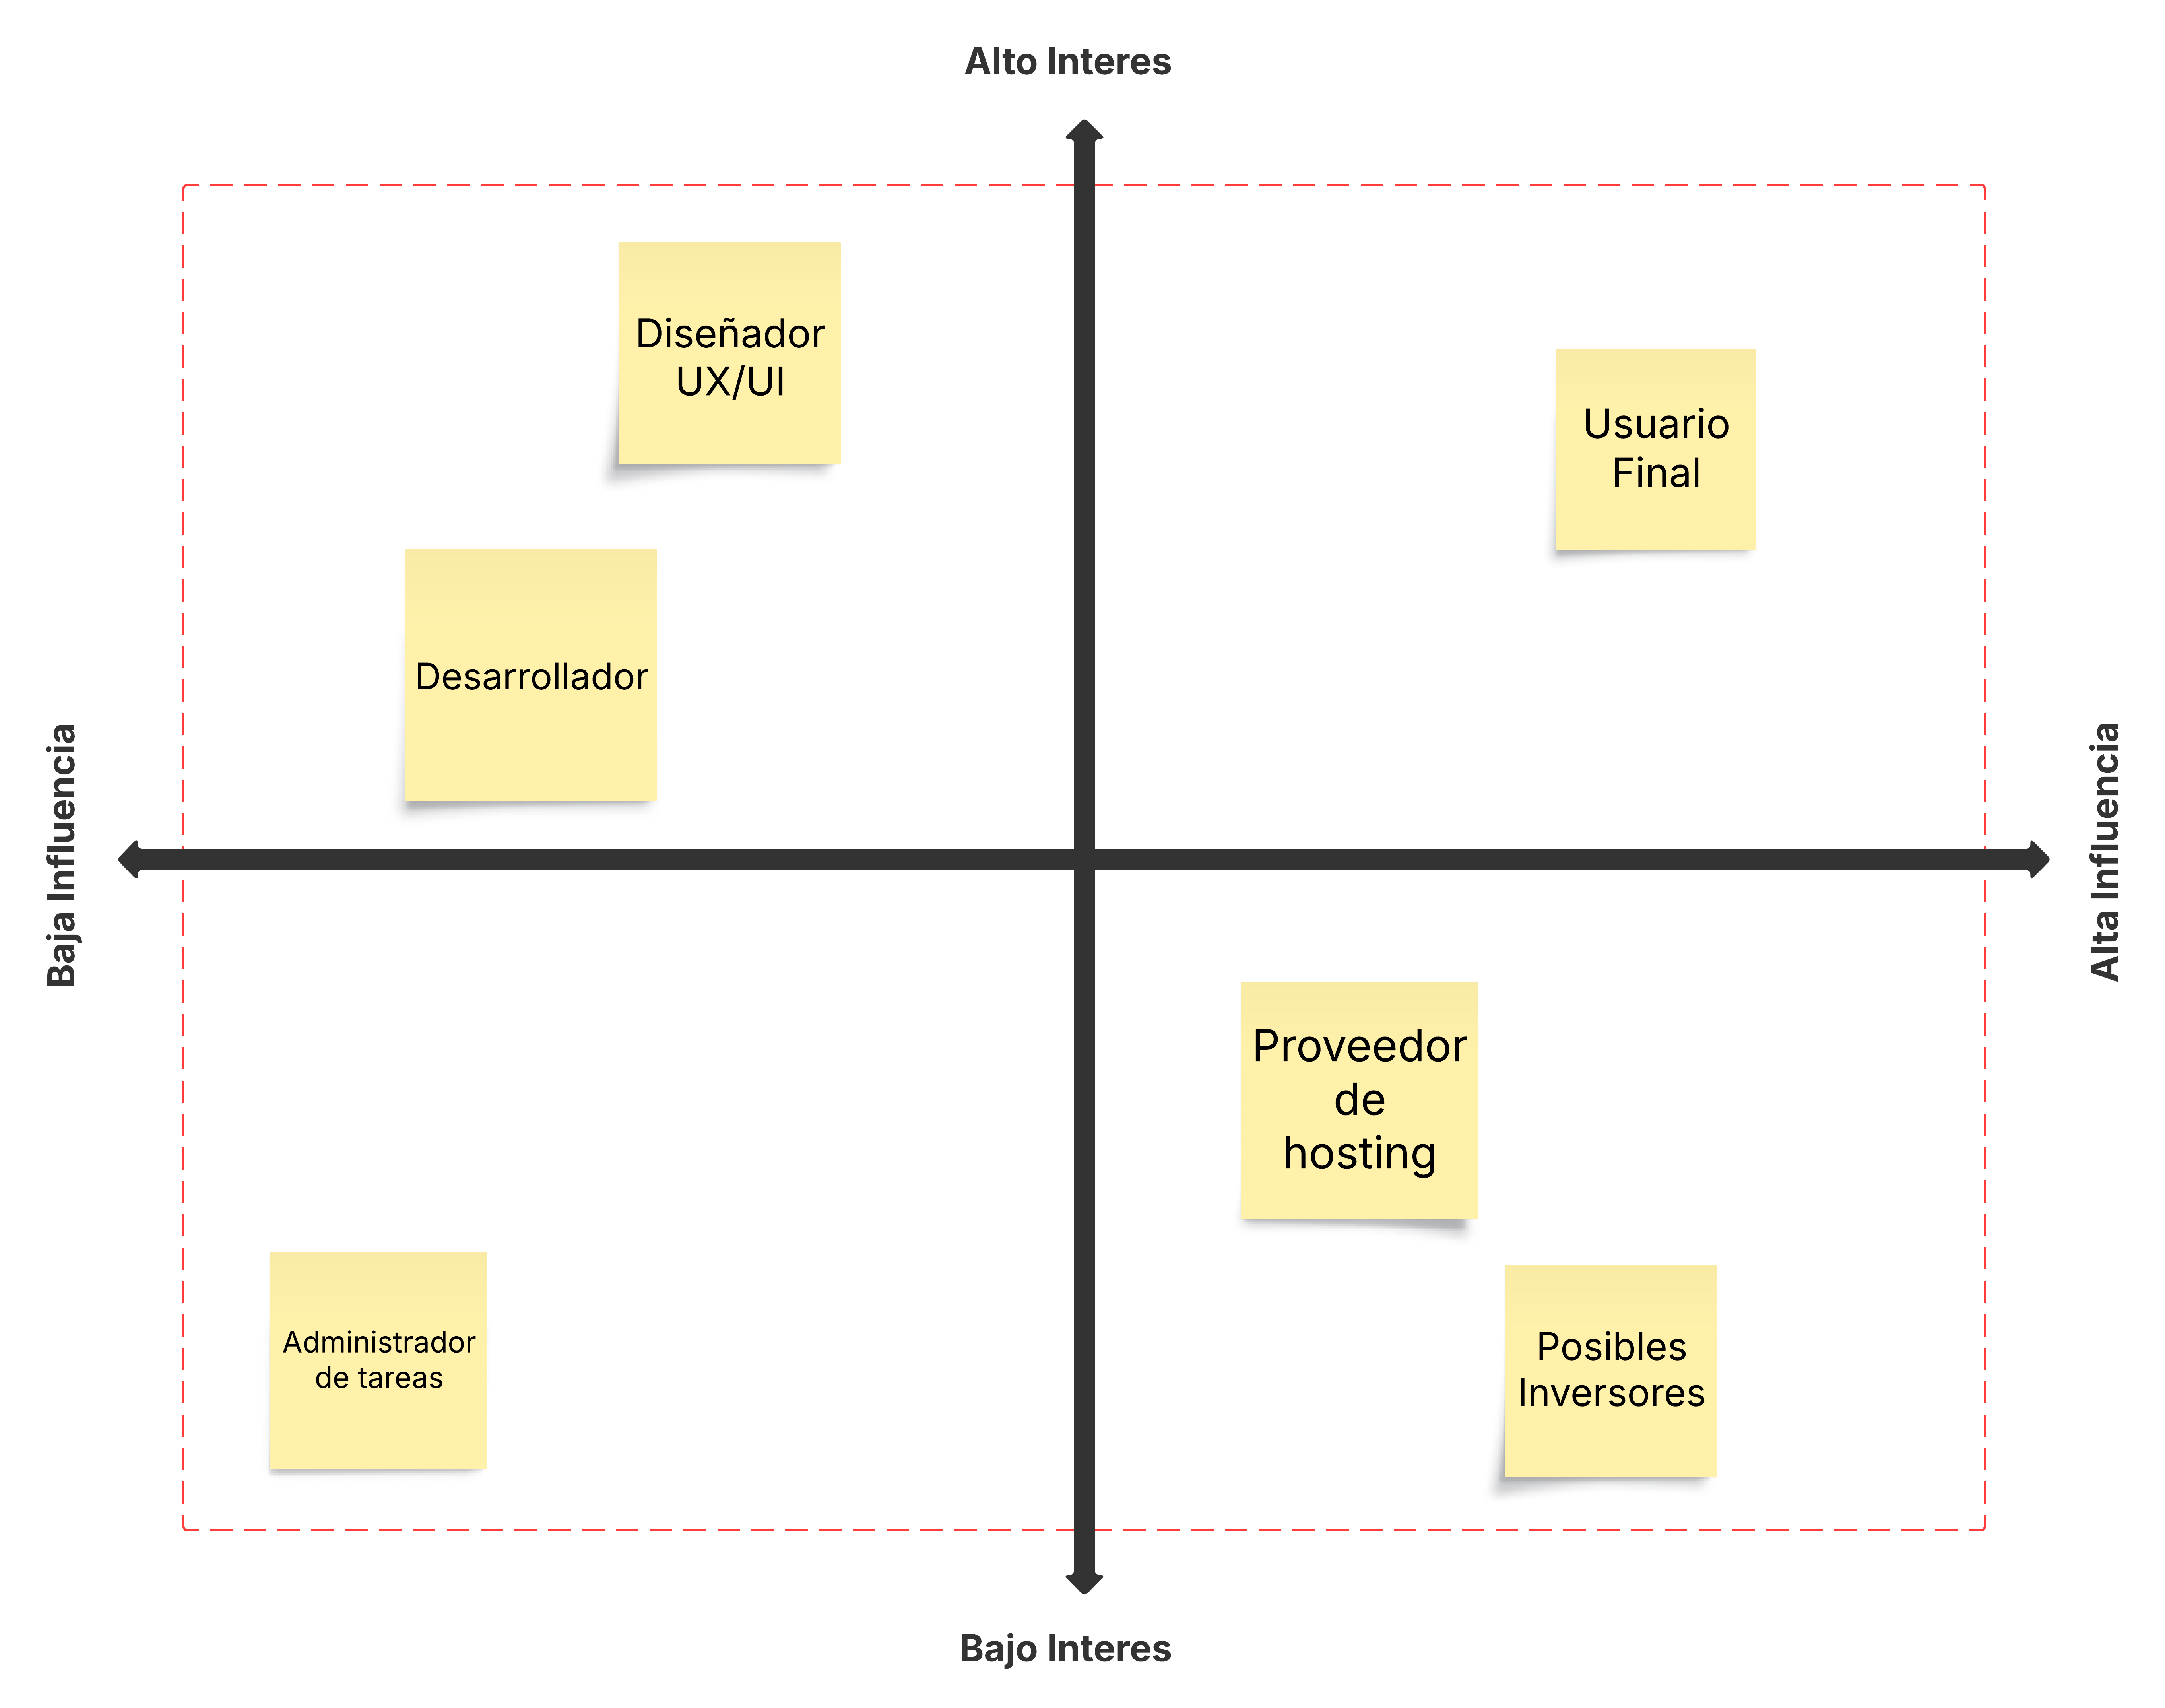 Alto Interes
Diseñador
UX/UI
Usuario
Final
Desarrollador
Baja Influencia
Alta Influencia
Proveedor
de
hosting
Administrador
de tareas
Posibles
Inversores
Bajo Interes